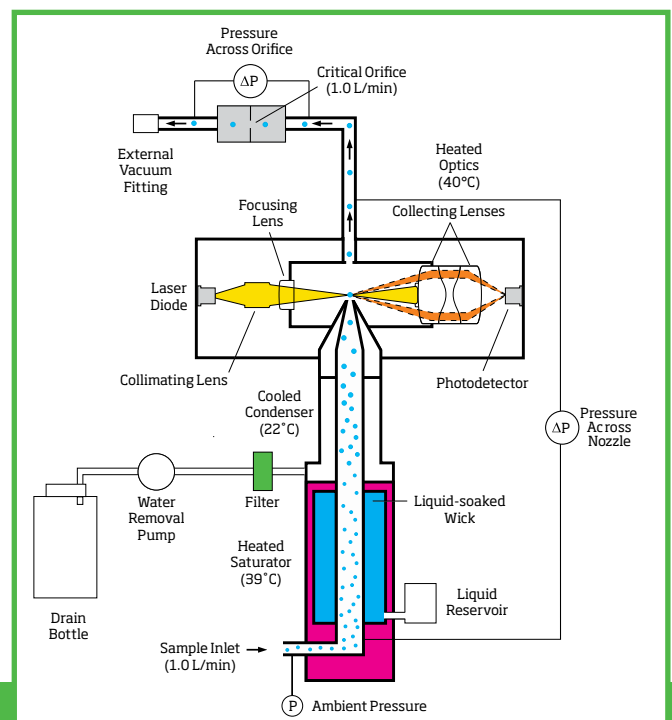 Pressure
Across Orifice
ΔP
Critical Orifice
(1.0 L/min)
External
Vacuum
Fitting
Heated
Optics
(40°C)
Focusing
Lens
Collecting Lenses
Laser
Diode
Collimating Lens
Photodetector
Cooled
Condenser
(22˚C)
ΔP
Pressure
Across
Nozzle
Water
Removal
Pump
Filter
Liquid-soaked
Wick
Heated
Saturator
(39˚C)
Drain
Bottle
Liquid
Reservoir
Sample Inlet
(1.0 L/min)
P
Ambient Pressure